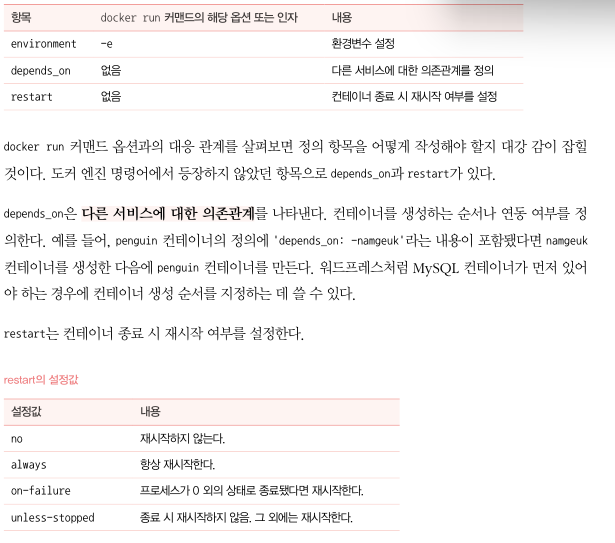 항목 docker run 커맨드의 해당 옵션 또는 인자 내용
environment -e 환경변수 설정
depends_on 없음 다른 서비스에 대한 의존관계를 정의
restart 없음 컨테이너 종료 시 재시작 여부를 설정
docker run 커맨드 옵션과의 대응 관계를 살펴보면 정의 항목을 어떻게 작성해야 할지 대강 감이 잡힐
것이다. 도커 엔진 명령어에서 등장하지 않았던 항목으로 depends_on과 restart가 있다.
depends_on은 다른 서비스에 대한 의존관계를 나타낸다. 컨테이너를 생성하는 순서나 연동 여부를 정
의한다. 예를 들어, penguin 컨테이너의 정의에 'depends_on: -namgeuk'라는 내용이 포함됐다면 namgeuk
컨테이너를 생성한 다음에 penguin 컨테이너를 만든다. 워드프레스처럼 MySQL 컨테이너가 먼저 있어
야 하는 경우에 컨테이너 생성 순서를 지정하는 데 쓸 수 있다.
restart는 컨테이너 종료 시 재시작 여부를 설정한다.
restart의 설정값
설정값 내용
no 재시작하지 않는다.
always 항상 재시작한다.
on-failure 프로세스가 0 외의 상태로 종료됐다면 재시작한다.
unless-stopped 종료 시 재시작하지 않음. 그 외에는 재시작한다.